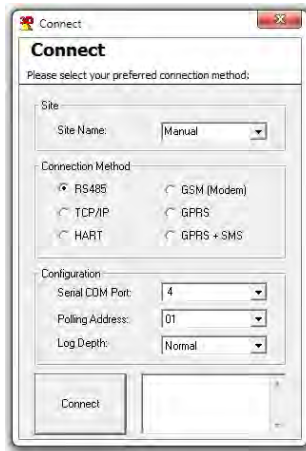 Connect
Connect
Please select your preferred connection method:
Site
Site Name: Manual
Connection Method
RS485 GSM (Modem)
TCP/IP GPRS
HART GPRS + SMS
Configuration
Serial COM Port: 4
Polling Address: 01
Log Depth: Normal
Connect